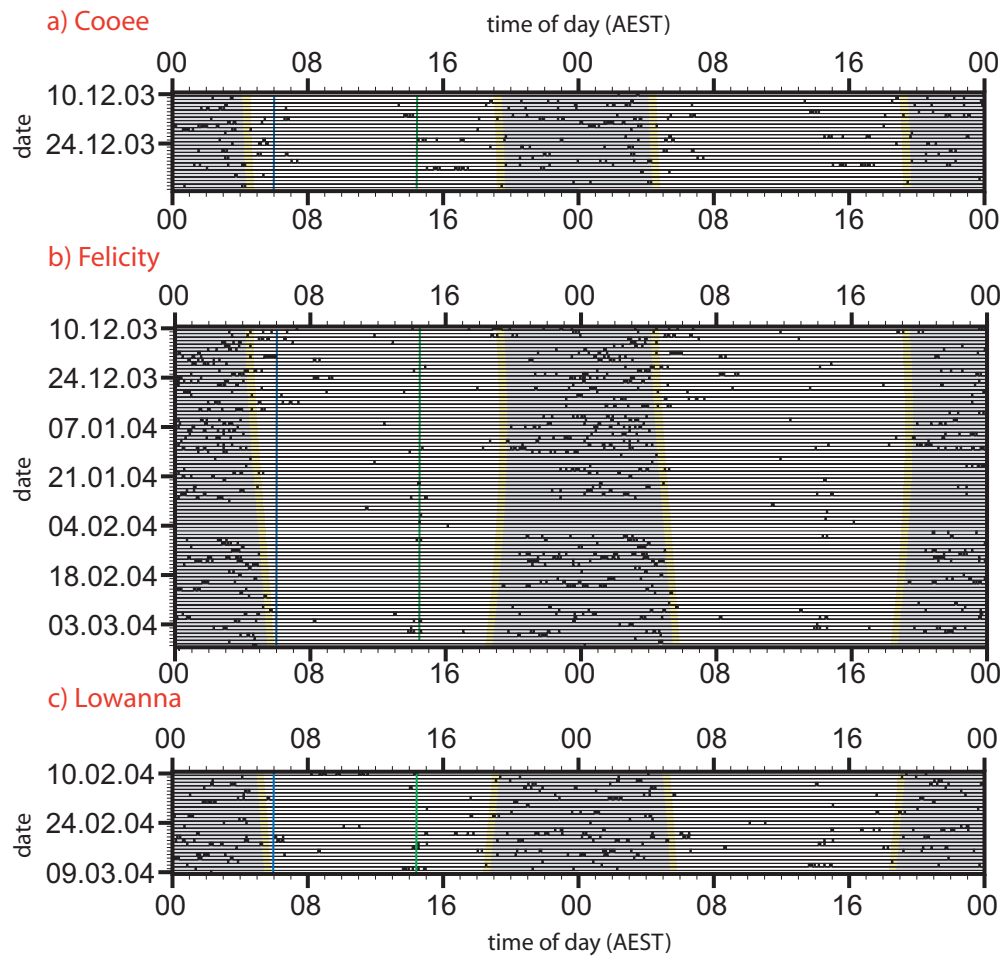 a) Cooee
time of day (AEST)
00 08 16 00 08 16 00
date
10.12.03
24.12.03
00 08 16 00 08 16 00
b) Felicity
00 08 16 00 08 16 00
date
10.12.03
24.12.03
07.01.04
21.01.04
04.02.04
18.02.04
03.03.04
00 08 16 00 08 16 00
c) Lowanna
00 08 16 00 08 16 00
date
10.02.04
24.02.04
09.03.04
00 08 16 00 08 16 00
time of day (AEST)